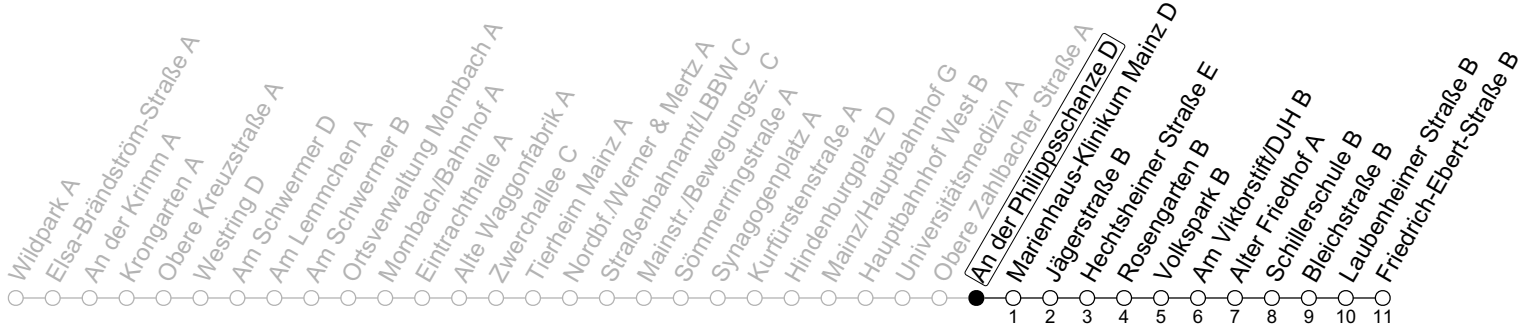 Wildpark A
Elsa-Brändström-Straße A
An der Krimm A
Krongarten A
Obere Kreuzstraße A
Westring D
Am Schwermer D
Am Lemmchen A
Am Schwermer B
Ortsverwaltung Mombach A
Mombach/Bahnhof A
Eintrachthalle A
Alte Waggonfabrik A
Zwerchallee C
Tierheim Mainz A
Nordbf./Werner & Mertz A
Straßenbahnamt/LBBW C
Mainstr./Bewegungsz. C
Sömmerringstraße A
Synagogenplatz A
Kurfürstenstraße A
Hindenburgplatz D
Mainz/Hauptbahnhof G
Hauptbahnhof West B
Universitätsmedizin A
Obere Zahlbacher Straße A
An der Philippsschanze D
Marienhaus-Klinikum Mainz D
Jägerstraße B
Hechtsheimer Straße E
Rosengarten B
Volkspark B
Am Viktorstift/DJH B
Alter Friedhof A
Schillerschule B
Bleichstraße B
Laubenheimer Straße B
Friedrich-Ebert-Straße B
1 2 3 4 5 6 7 8 9 10 11